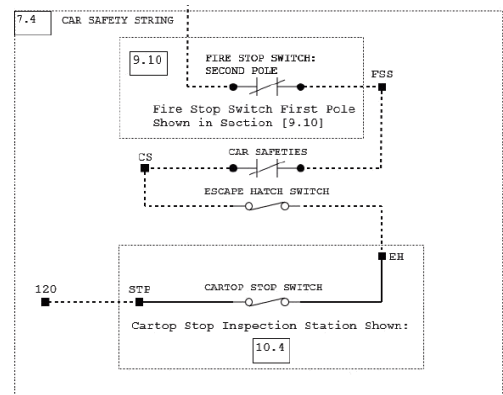 7.4 CAR SAFETY STRING
9.10
FIRE STOP SWITCH:
SECOND POLE
FSS
Fire Stop Switch First Pole
Shown in Saction [9.10]
CS
CAR SAFETIES
ESCAPE HATCH SWITCH
EH
120
STP
CARTOP STOP SWITCH
Cartop Stop Inspection Station Shown:
10.4